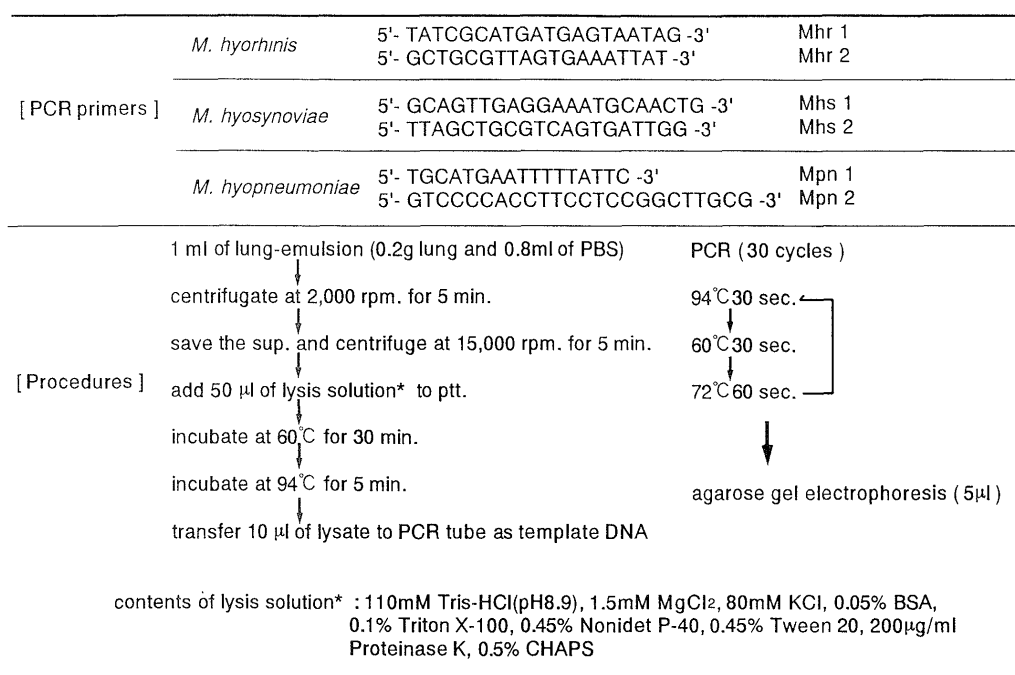 M. hyorhinis 5'- TATCGCATGATGAGTAATAG -3' Mhr 1
5'- GCTGCGTTAGTGAAATTAT -3' Mhr 2
[ PCR primers ]
M. hyosynoviae 5'- GCAGTTGAGGAAATGCAACTG -3' Mhs 1
5'- TTAGCTGCGTCAGTGATTGG -3' Mhs 2
M. hyopneumoniae 5'- TGCATGAATTTTTATTC -3' Mpn 1
5'- GTCCCCACCTTCCTCCGGCTTGCG -3' Mpn 2
[ Procedures ]
1 ml of lung-emulsion (0.2g lung and 0.8ml of PBS)
centrifugate at 2,000 rpm. for 5 min.
save the sup. and centrifuge at 15,000 rpm. for 5 min.
add 50 µl of lysis solution* to ptt.
incubate at 60℃ for 30 min.
incubate at 94℃ for 5 min.
transfer 10 µl of lysate to PCR tube as template DNA
PCR ( 30 cycles )
94℃ 30 sec.
60℃ 30 sec.
72℃ 60 sec.
agarose gel electrophoresis ( 5µl )
contents of lysis solution* : 110mM Tris-HCl(pH8.9), 1.5mM MgCl2, 80mM KCl, 0.05% BSA,
0.1% Triton X-100, 0.45% Nonidet P-40, 0.45% Tween 20, 200µg/ml
Proteinase K, 0.5% CHAPS